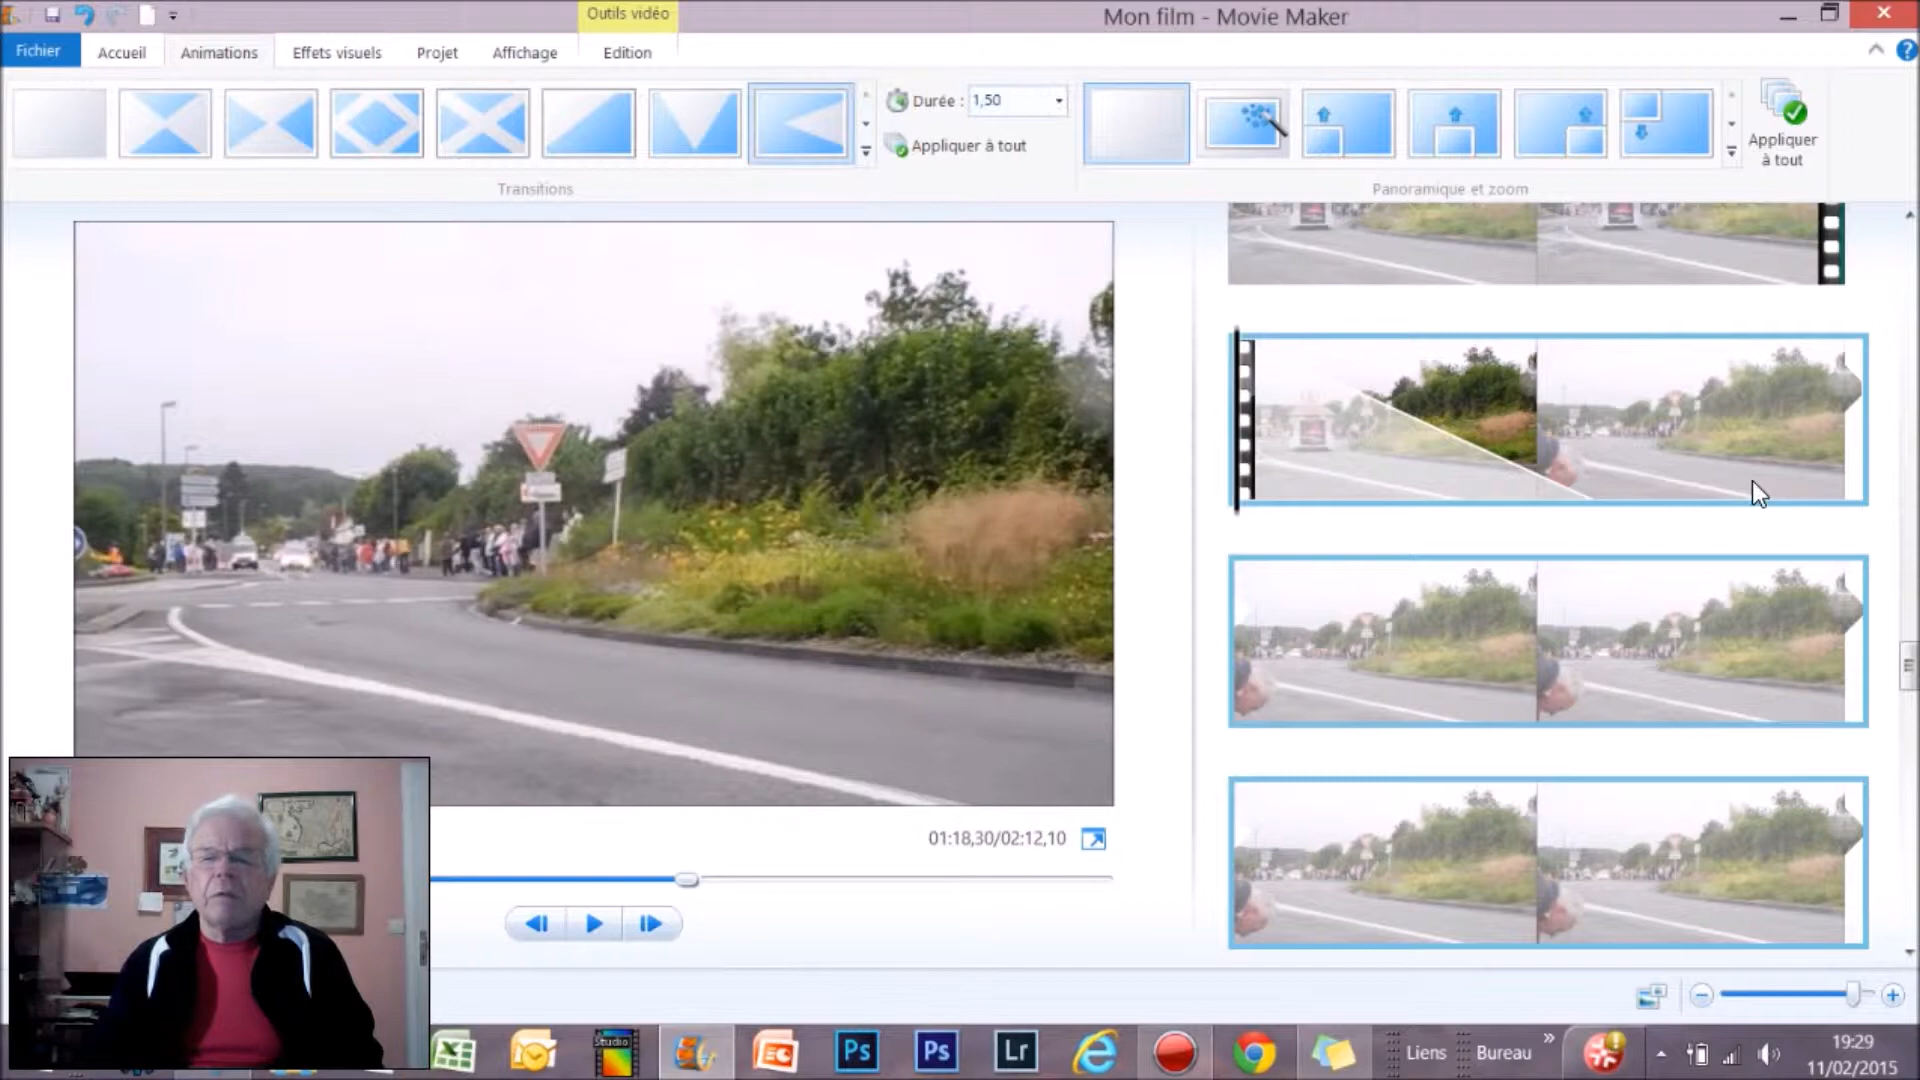 Outils vidéo
Mon film - Movie Maker
Fichier
Accueil
Animations
Effets visuels
Projet
Affichage
Edition
Durée : 1,50
Appliquer à tout
Appliquer
à tout
Transitions
Panoramique et zoom
01:18,30/02:12,10
Studio
Ps
Ps
Lr
Liens
Bureau
19:29
11/02/2015